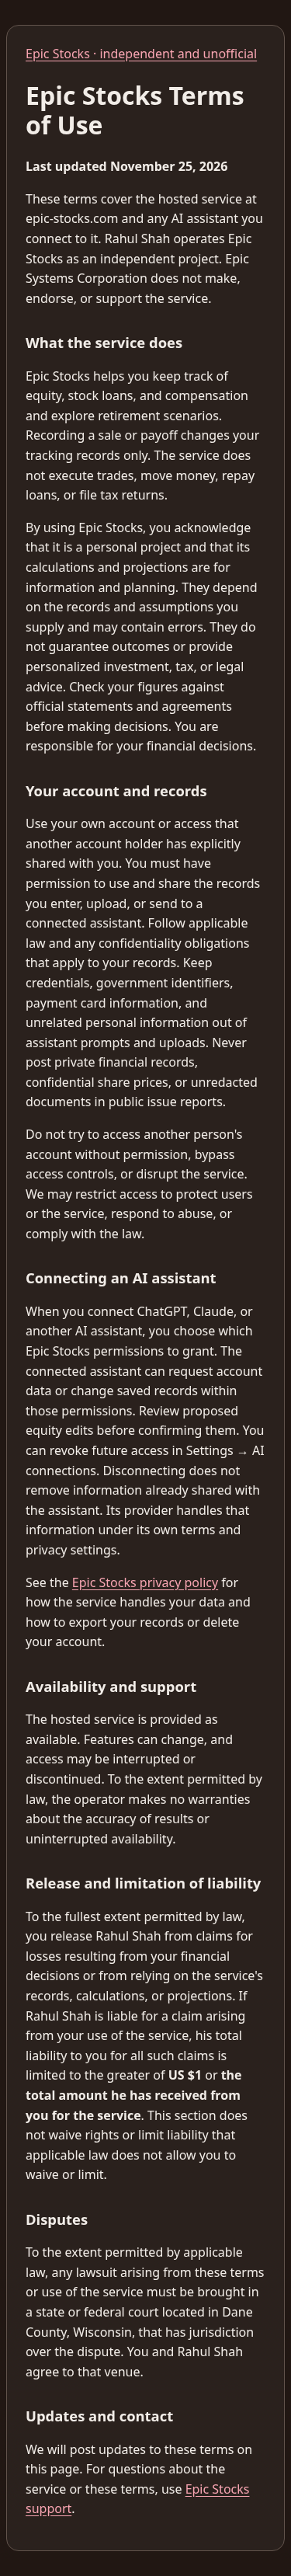 Epic Stocks · independent and unofficial
Epic Stocks Terms
of Use
Last updated November 25, 2026
These terms cover the hosted service at
epic-stocks.com and any AI assistant you
connect to it. Rahul Shah operates Epic
Stocks as an independent project. Epic
Systems Corporation does not make,
endorse, or support the service.
What the service does
Epic Stocks helps you keep track of
equity, stock loans, and compensation
and explore retirement scenarios.
Recording a sale or payoff changes your
tracking records only. The service does
not execute trades, move money, repay
loans, or file tax returns.
By using Epic Stocks, you acknowledge
that it is a personal project and that its
calculations and projections are for
information and planning. They depend
on the records and assumptions you
supply and may contain errors. They do
not guarantee outcomes or provide
personalized investment, tax, or legal
advice. Check your figures against
official statements and agreements
before making decisions. You are
responsible for your financial decisions.
Your account and records
Use your own account or access that
another account holder has explicitly
shared with you. You must have
permission to use and share the records
you enter, upload, or send to a
connected assistant. Follow applicable
law and any confidentiality obligations
that apply to your records. Keep
credentials, government identifiers,
payment card information, and
unrelated personal information out of
assistant prompts and uploads. Never
post private financial records,
confidential share prices, or unredacted
documents in public issue reports.
Do not try to access another person's
account without permission, bypass
access controls, or disrupt the service.
We may restrict access to protect users
or the service, respond to abuse, or
comply with the law.
Connecting an AI assistant
When you connect ChatGPT, Claude, or
another AI assistant, you choose which
Epic Stocks permissions to grant. The
connected assistant can request account
data or change saved records within
those permissions. Review proposed
equity edits before confirming them. You
can revoke future access in Settings → AI
connections. Disconnecting does not
remove information already shared with
the assistant. Its provider handles that
information under its own terms and
privacy settings.
See the Epic Stocks privacy policy for
how the service handles your data and
how to export your records or delete
your account.
Availability and support
The hosted service is provided as
available. Features can change, and
access may be interrupted or
discontinued. To the extent permitted by
law, the operator makes no warranties
about the accuracy of results or
uninterrupted availability.
Release and limitation of liability
To the fullest extent permitted by law,
you release Rahul Shah from claims for
losses resulting from your financial
decisions or from relying on the service's
records, calculations, or projections. If
Rahul Shah is liable for a claim arising
from your use of the service, his total
liability to you for all such claims is
limited to the greater of US $1 or the
total amount he has received from
you for the service. This section does
not waive rights or limit liability that
applicable law does not allow you to
waive or limit.
Disputes
To the extent permitted by applicable
law, any lawsuit arising from these terms
or use of the service must be brought in
a state or federal court located in Dane
County, Wisconsin, that has jurisdiction
over the dispute. You and Rahul Shah
agree to that venue.
Updates and contact
We will post updates to these terms on
this page. For questions about the
service or these terms, use Epic Stocks
support.